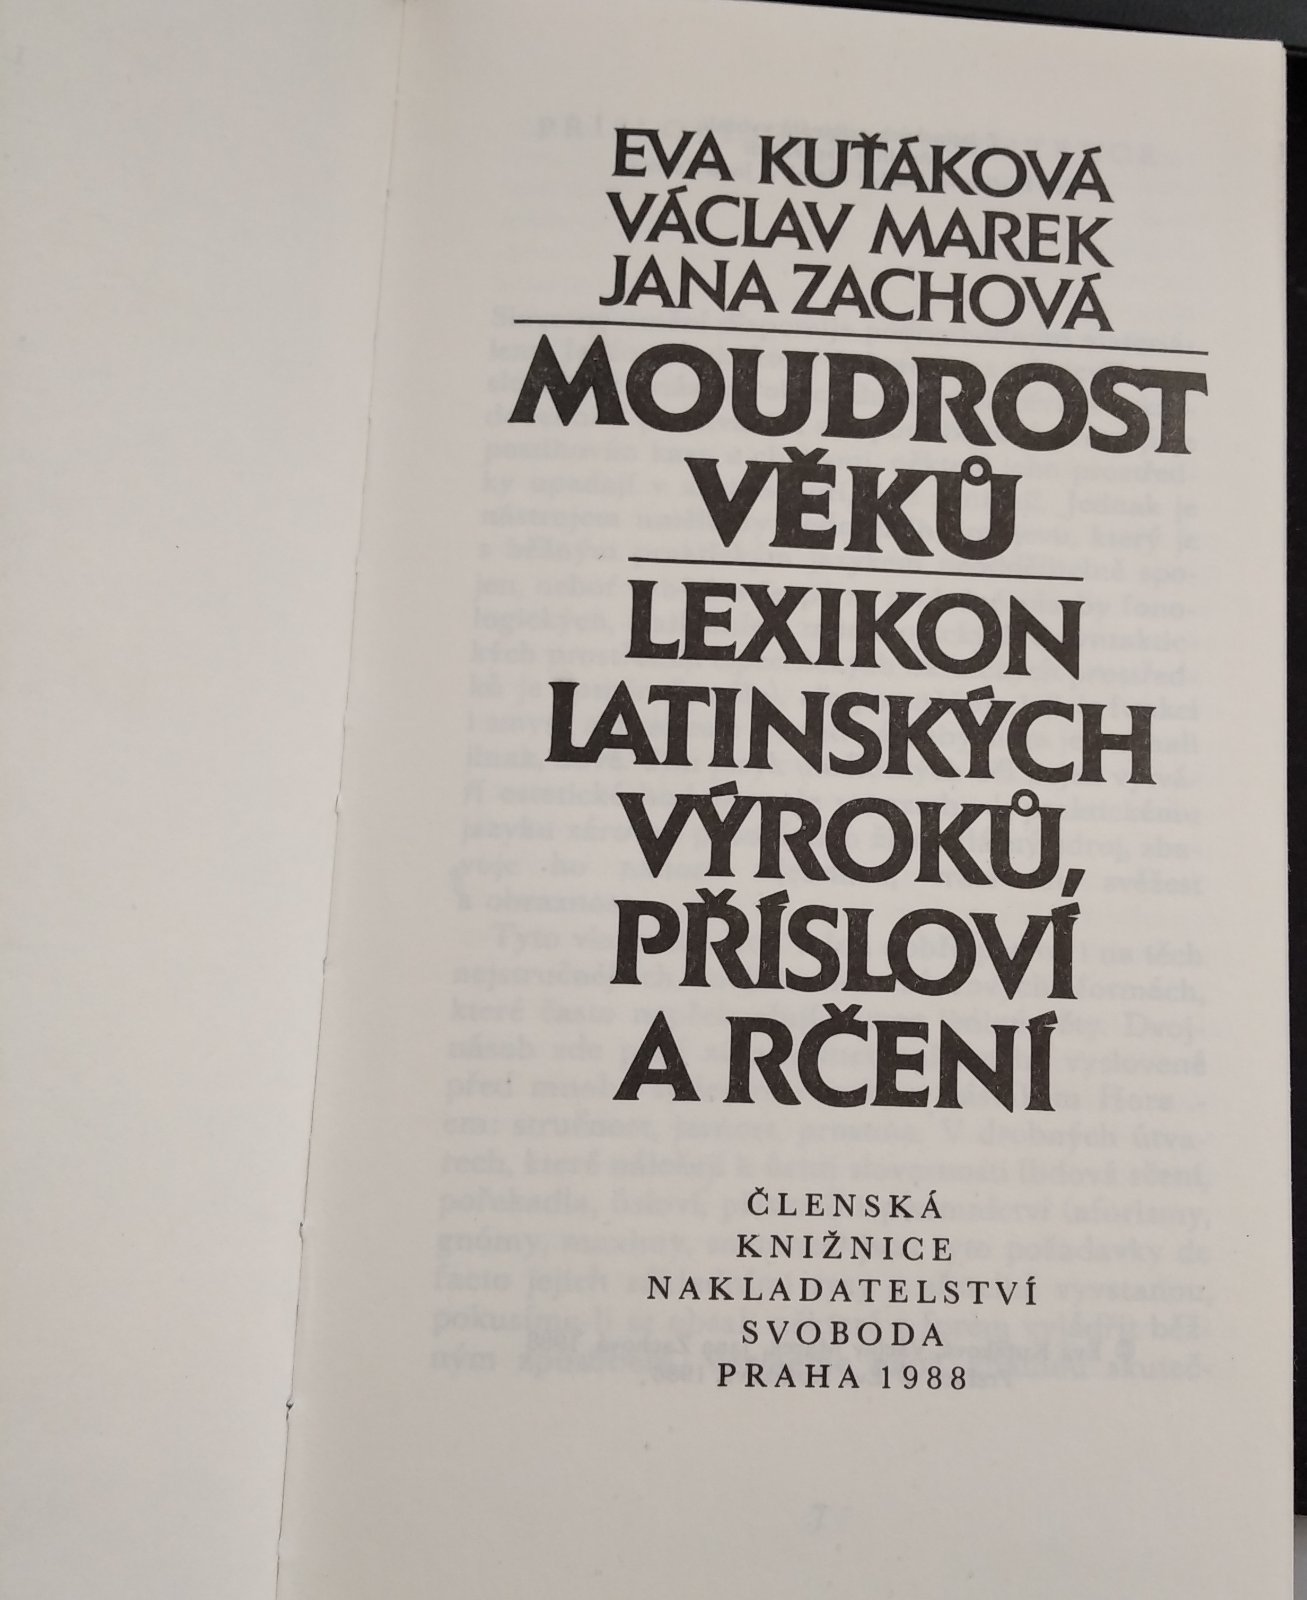 EVA KUŤÁKOVÁ
VÁCLAV MAREK
JANA ZACHOVÁ
MOUDROST
VĚKŮ
LEXIKON
LATINSKÝCH
VÝROKŮ,
PŘÍSLOVÍ
A RČENÍ
ČLENSKÁ
KNIŽNICE
NAKLADATELSTVÍ
SVOBODA
PRAHA 1988